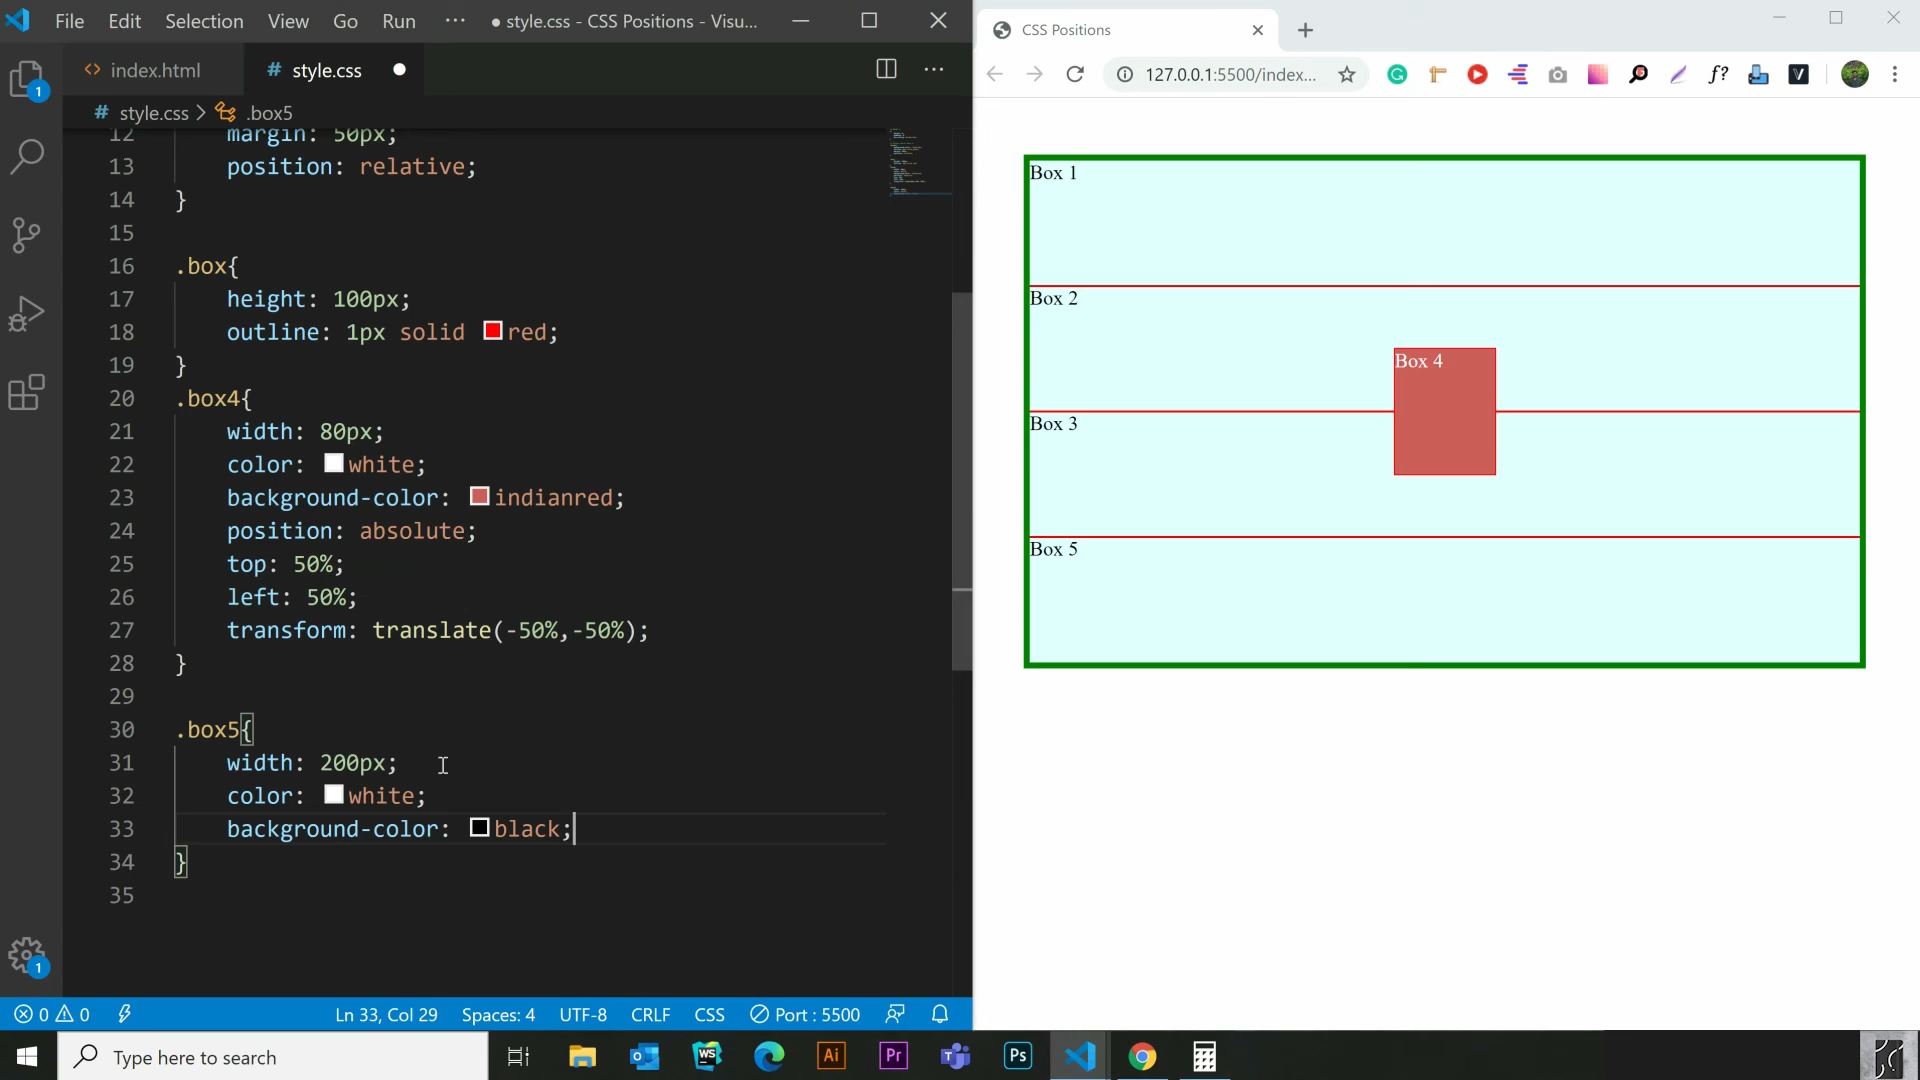 File Edit Selection View Go Run ··· ● style.css - CSS Positions - Visu...
index.html
# style.css ●
# style.css > .box5
12 margin: 50px;
13 position: relative;
14 }
15
16 .box{
17 height: 100px;
18 outline: 1px solid red;
19 }
20 .box4{
21 width: 80px;
22 color: white;
23 background-color: indianred;
24 position: absolute;
25 top: 50%;
26 left: 50%;
27 transform: translate(-50%,-50%);
28 }
29
30 .box5{
31 width: 200px;
32 color: white;
33 background-color: black;
34 }
35
1
1
0 0 Ln 33, Col 29 Spaces: 4 UTF-8 CRLF CSS Port : 5500
CSS Positions
127.0.0.1:5500/index...
f?
V
Box 1
Box 2
Box 4
Box 3
Box 5
Type here to search
WS
Ai
Pr
Ps